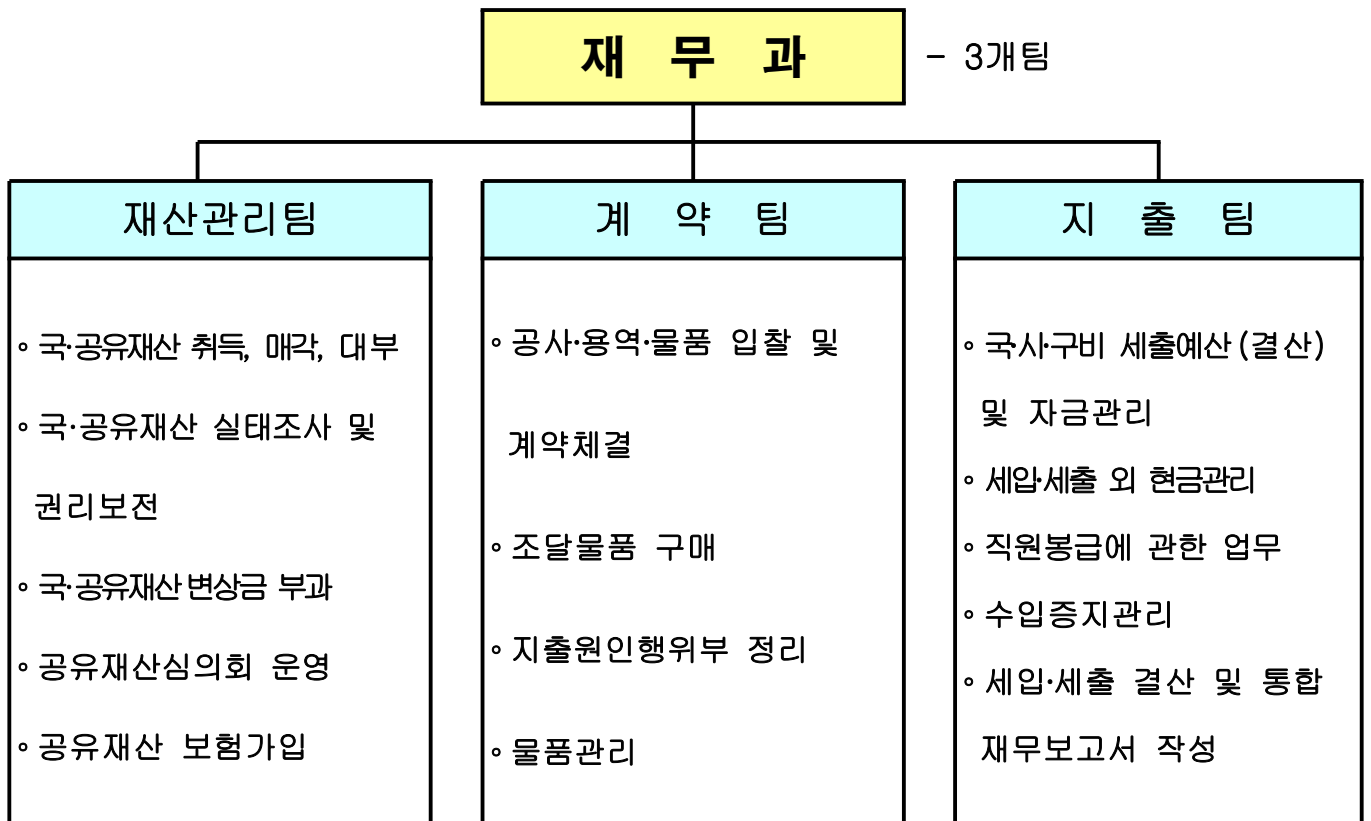 재 무 과
- 3개팀
재산관리팀
∘ 국·공유재산 취득, 매각, 대부
∘ 국·공유재산 실태조사 및
권리보전
∘ 국·공유재산 변상금 부과
∘ 공유재산심의회 운영
∘ 공유재산 보험가입
계 약 팀
∘ 공사·용역·물품 입찰 및
계약체결
∘ 조달물품 구매
∘ 지출원인행위부 정리
∘ 물품관리
지 출 팀
∘ 국·시·구비 세출예산(결산)
및 자금관리
∘ 세입·세출 외 현금관리
∘ 직원봉급에 관한 업무
∘ 수입증지관리
∘ 세입·세출 결산 및 통합
재무보고서 작성